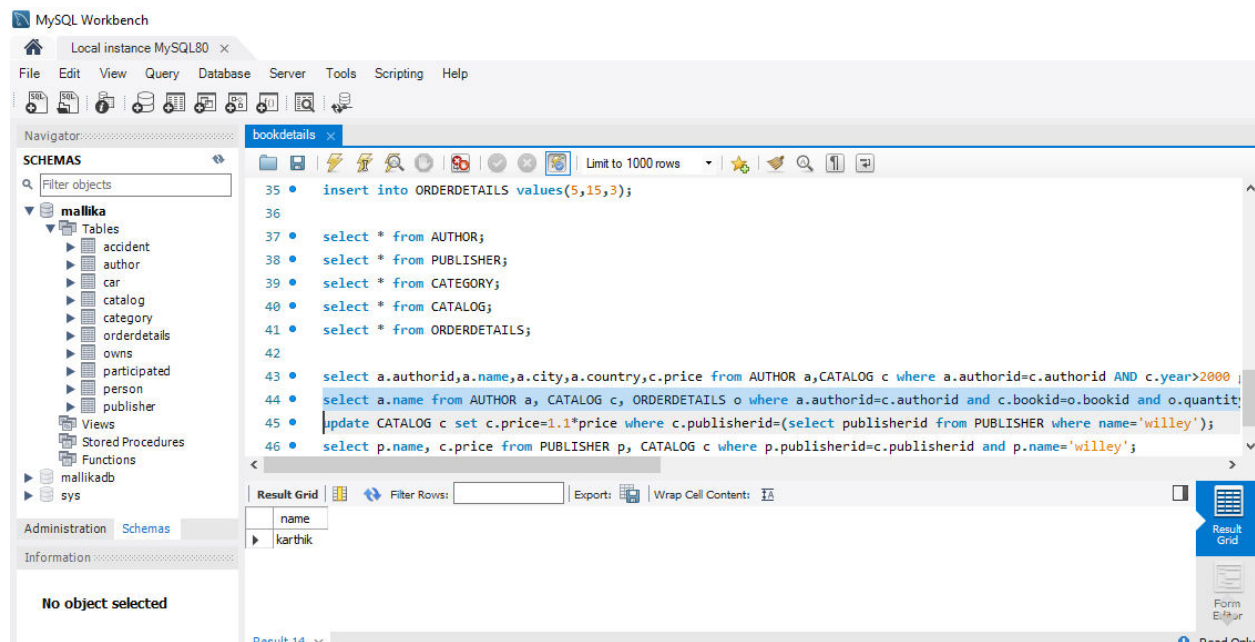 MySQL Workbench
Local instance MySQL80
File Edit View Query Database Server Tools Scripting Help
Navigator
SCHEMAS
Filter objects
mallika
Tables
accident
author
car
catalog
category
orderdetails
owns
participated
person
publisher
Views
Stored Procedures
Functions
mallikadb
sys
Administration Schemas
Information
No object selected
bookdetails
Limit to 1000 rows
35 insert into ORDERDETAILS values(5,15,3);
36
37 select * from AUTHOR;
38 select * from PUBLISHER;
39 select * from CATEGORY;
40 select * from CATALOG;
41 select * from ORDERDETAILS;
42
43 select a.authorid,a.name,a.city,a.country,c.price from AUTHOR a,CATALOG c where a.authorid=c.authorid AND c.year>2000
44 select a.name from AUTHOR a, CATALOG c, ORDERDETAILS o where a.authorid=c.authorid and c.bookid=o.bookid and o.quantit
45 update CATALOG c set c.price=1.1*price where c.publisherid=(select publisherid from PUBLISHER where name='willey');
46 select p.name, c.price from PUBLISHER p, CATALOG c where p.publisherid=c.publisherid and p.name='willey';
Result Grid Filter Rows: Export: Wrap Cell Content:
name
karthik
Result Grid
Form Editor
Result 14
Read Only